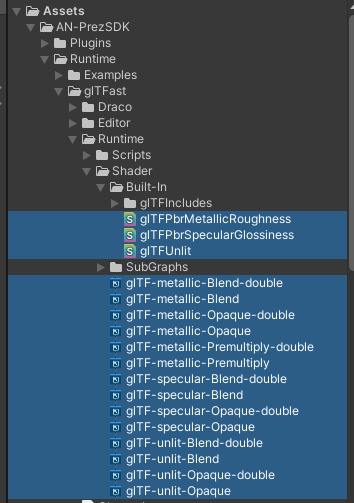 Assets
AN-PrezSDK
Plugins
Runtime
Examples
glTFast
Draco
Editor
Runtime
Scripts
Shader
Built-In
glTFIncludes
glTFPbrMetallicRoughness
glTFPbrSpecularGlossiness
glTFUnlit
SubGraphs
glTF-metallic-Blend-double
glTF-metallic-Blend
glTF-metallic-Opaque-double
glTF-metallic-Opaque
glTF-metallic-Premultiply-double
glTF-metallic-Premultiply
glTF-specular-Blend-double
glTF-specular-Blend
glTF-specular-Opaque-double
glTF-specular-Opaque
glTF-unlit-Blend-double
glTF-unlit-Blend
glTF-unlit-Opaque-double
glTF-unlit-Opaque